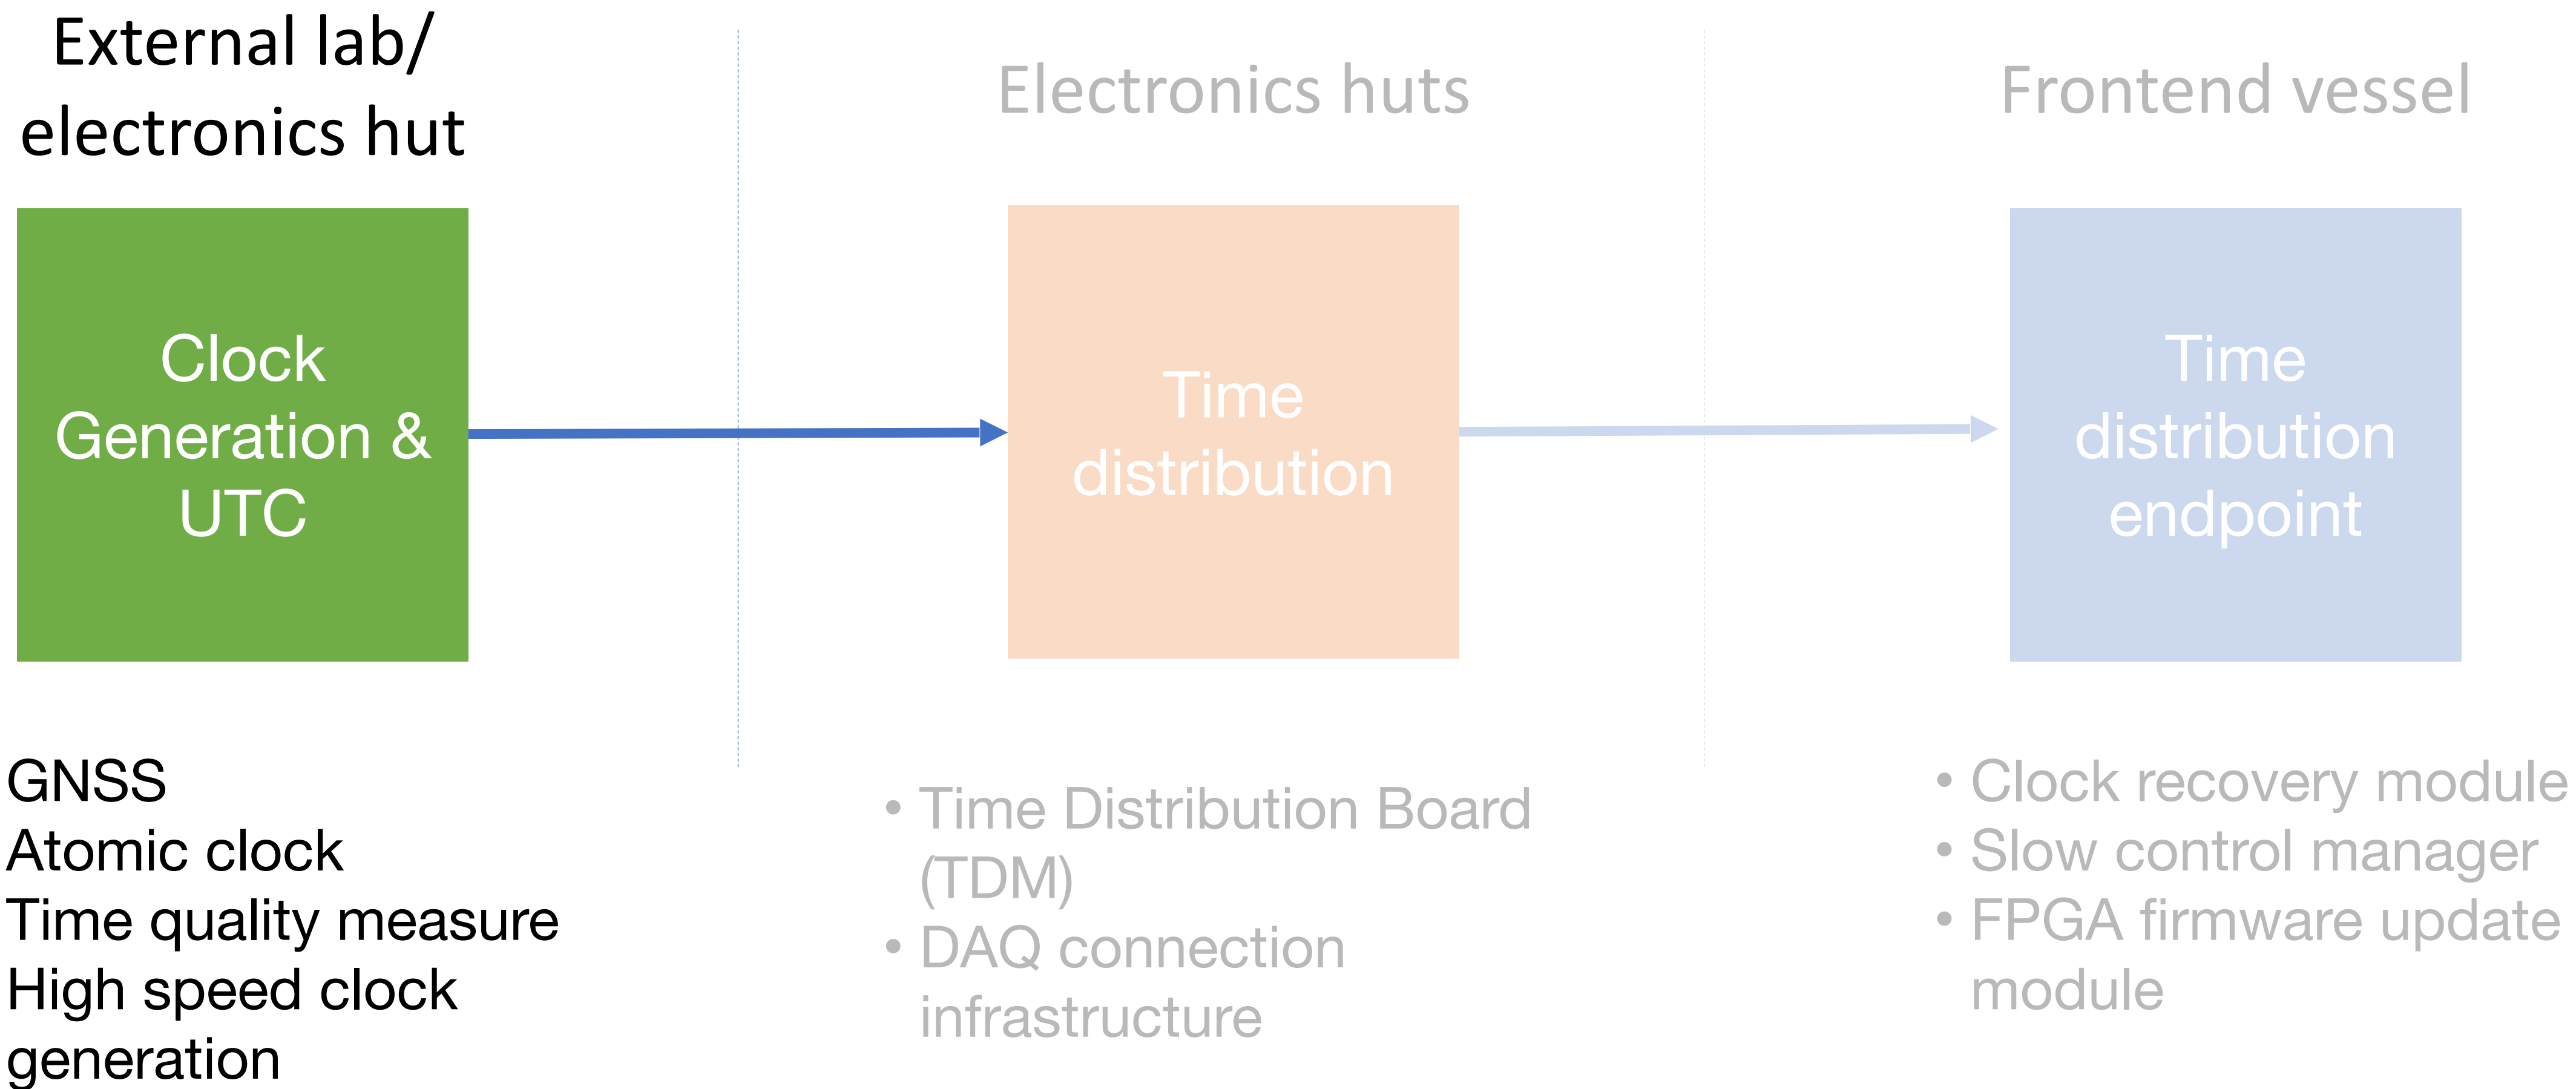 External lab/
electronics hut
Clock
Generation &
UTC
GNSS
Atomic clock
Time quality measure
High speed clock
generation
Electronics huts
Time
distribution
• Time Distribution Board
(TDM)
• DAQ connection
infrastructure
Frontend vessel
Time
distribution
endpoint
• Clock recovery module
• Slow control manager
• FPGA firmware update
module